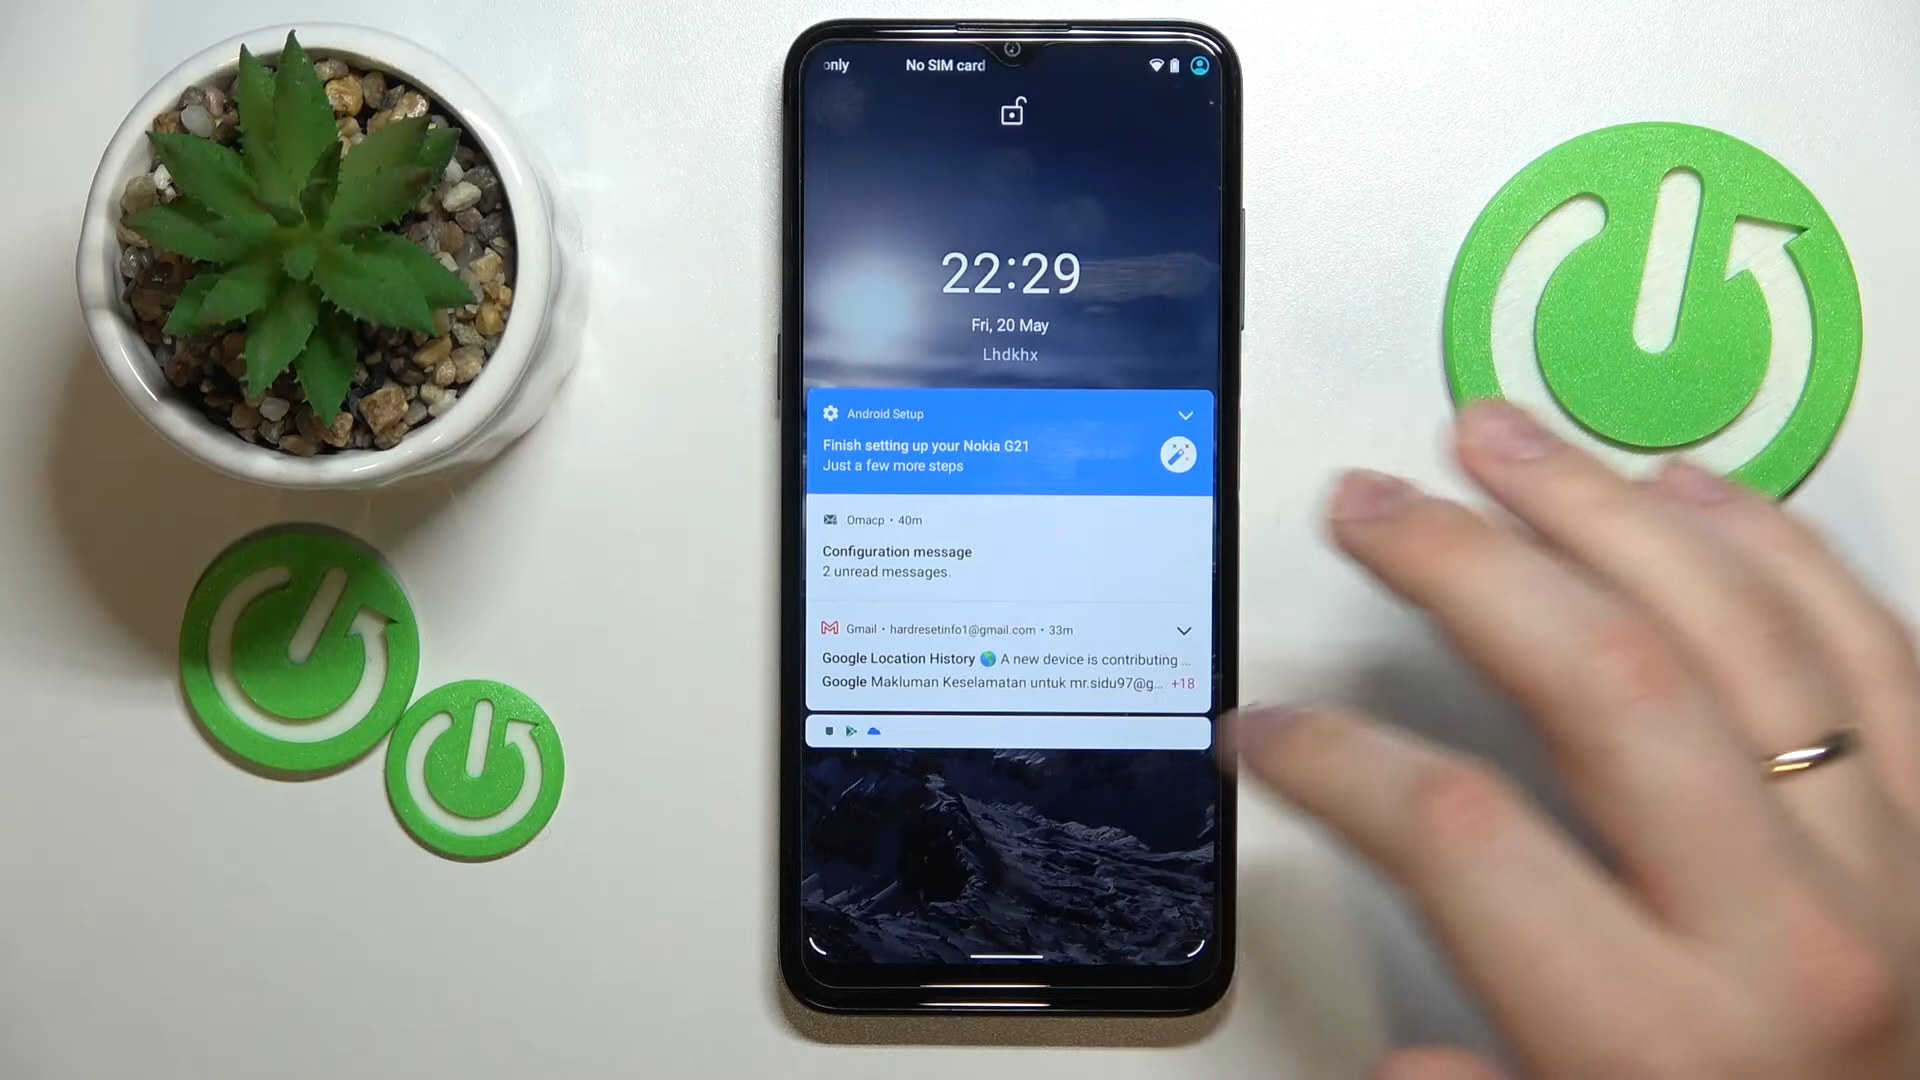 only No SIM card
22:29
Fri, 20 May
Lhdkhx
Android Setup
Finish setting up your Nokia G21
Just a few more steps
Omacp • 40m
Configuration message
2 unread messages.
Gmail • hardresetinfo1@gmail.com • 33m
Google Location History 🌎 A new device is contributing ...
Google Makluman Keselamatan untuk mr.sidu97@g... +18